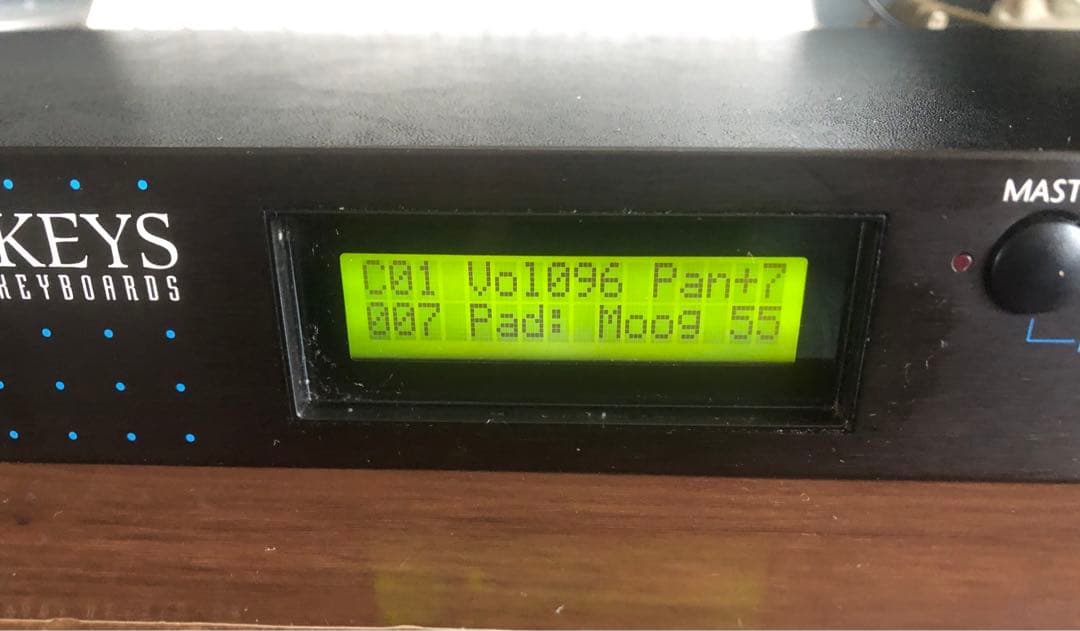 KEYS
KEYBOARDS
C01 Vol096 Pan+7
007 Pad: Moog 55
MAST